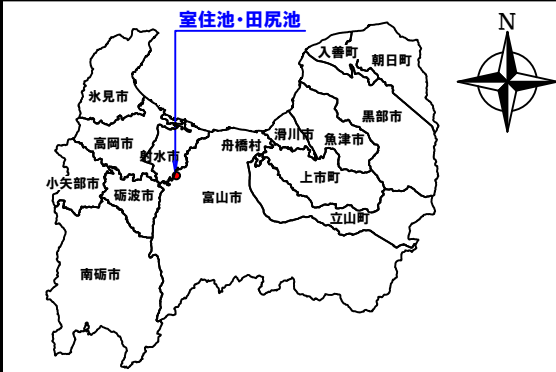 室住池・田尻池
N
入善町
朝日町
氷見市
黒部市
高岡市
射水市
舟橋村
滑川市
魚津市
小矢部市
砺波市
富山市
上市町
立山町
南砺市